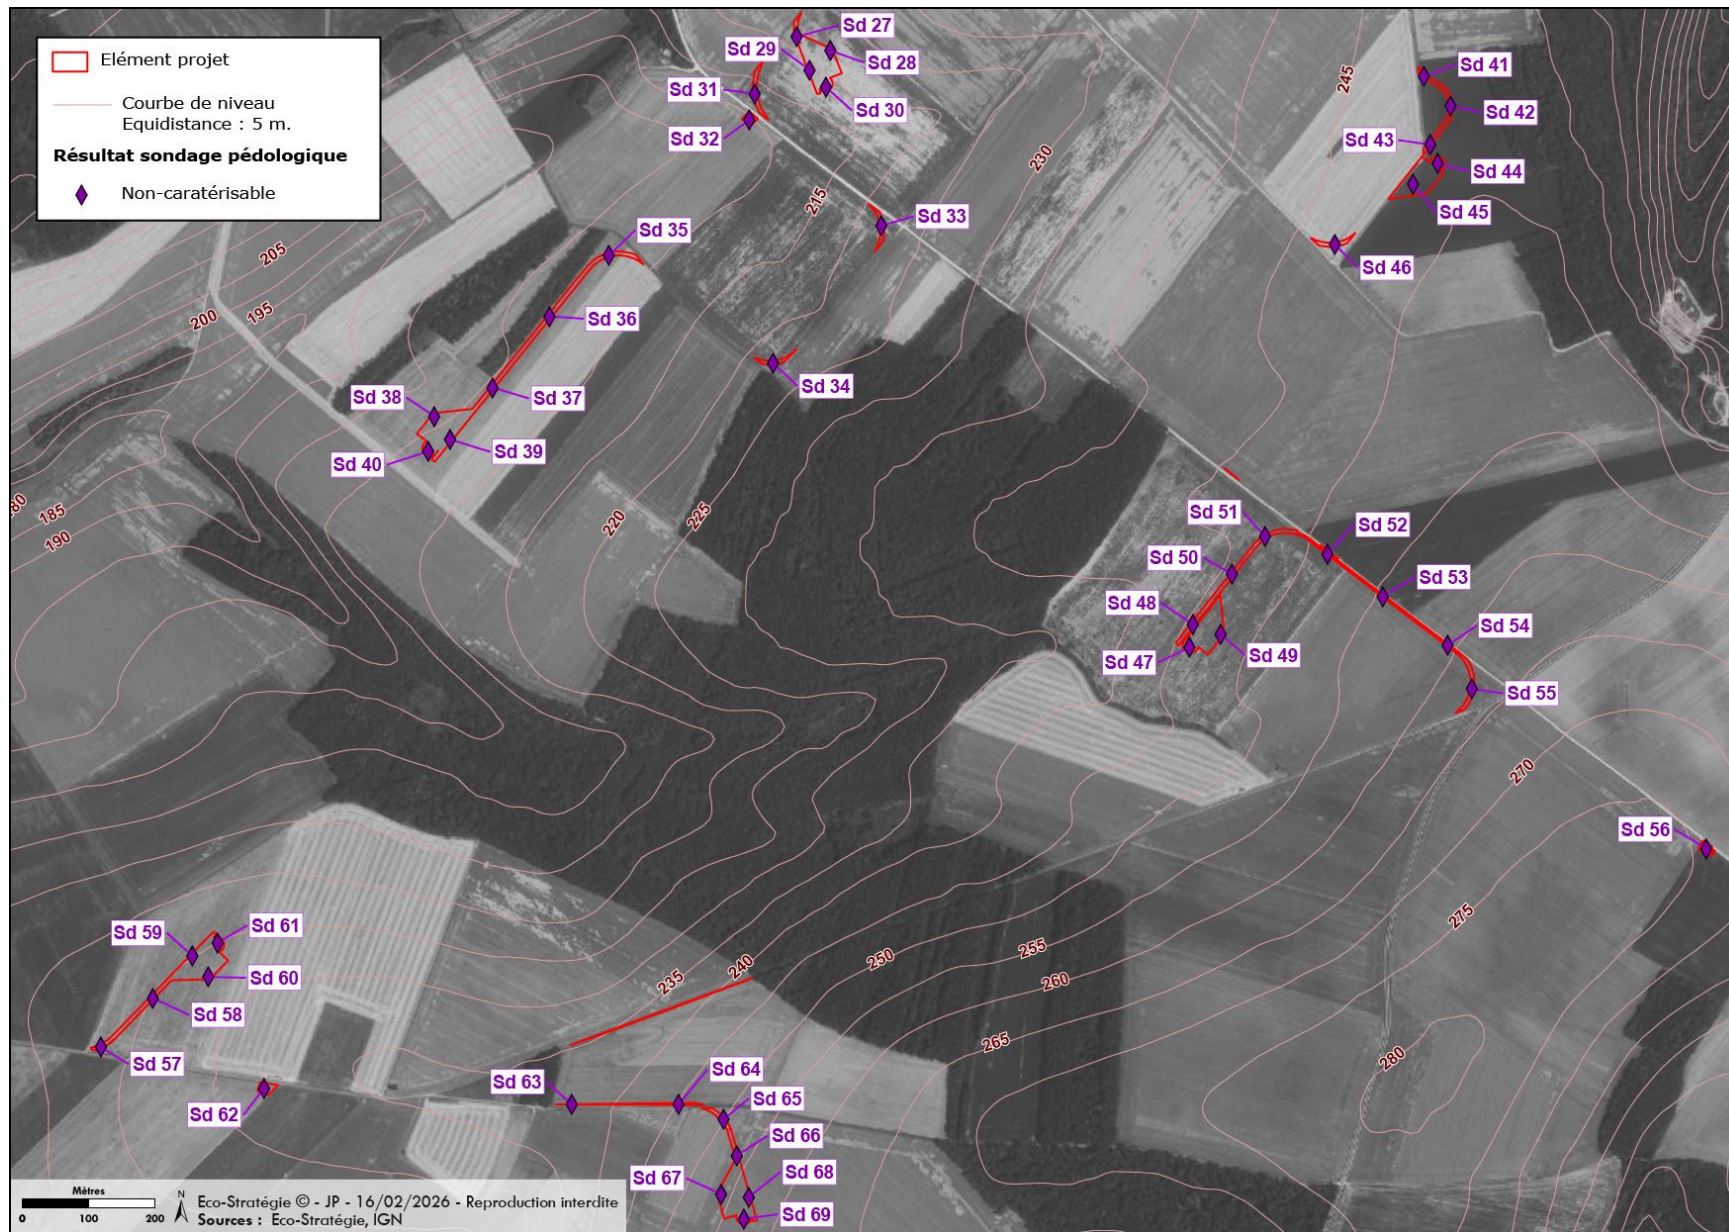 Elément projet
Courbe de niveau
Equidistance : 5 m.
Résultat sondage pédologique
Non-caratérisable
Sd 27
Sd 29
Sd 28
Sd 31
Sd 30
Sd 32
Sd 41
Sd 42
Sd 43
Sd 44
Sd 45
Sd 46
245
230
215
Sd 33
Sd 35
205
200
195
Sd 36
Sd 34
Sd 38
Sd 37
Sd 39
Sd 40
185
190
220
225
Sd 51
Sd 52
Sd 50
Sd 53
Sd 48
Sd 54
Sd 47
Sd 49
Sd 55
270
Sd 56
275
Sd 59
Sd 61
Sd 60
Sd 58
Sd 57
Sd 62
235
240
250
255
260
265
280
Sd 63
Sd 64
Sd 65
Sd 66
Sd 67
Sd 68
Sd 69
Mètres
0 100 200
N
Eco-Stratégie © - JP - 16/02/2026 - Reproduction interdite
Sources : Eco-Stratégie, IGN